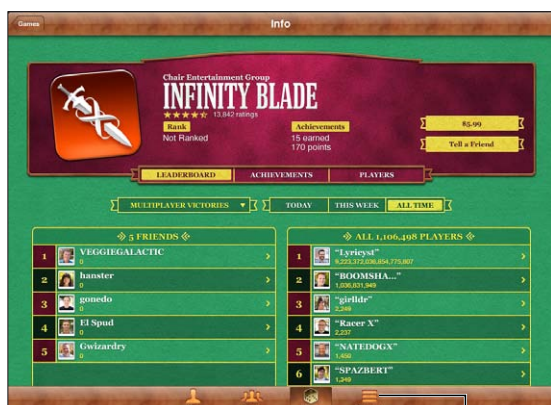 Games
Info
Chair Entertainment Group
INFINITY BLADE
13,842 ratings
Rank
Not Ranked
Achievements
15 earned
170 points
$5.99
Tell a Friend
LEADERBOARD ACHIEVEMENTS PLAYERS
MULTIPLAYER VICTORIES TODAY THIS WEEK ALL TIME
5 FRIENDS
1 VEGGIEGALACTIC
0
2 hanster
0
3 gonedo
0
4 El Spud
0
5 Gwizardry
0
ALL 1,106,498 PLAYERS
1 "Lyricyst"
9,223,372,036,854,775,807
2 "BOOMSHA..."
1,036,831,949
3 "girlldr"
2,249
4 "Racer X"
2,237
5 "NATEDOGX"
1,450
6 "SPAZBERT"
1,249